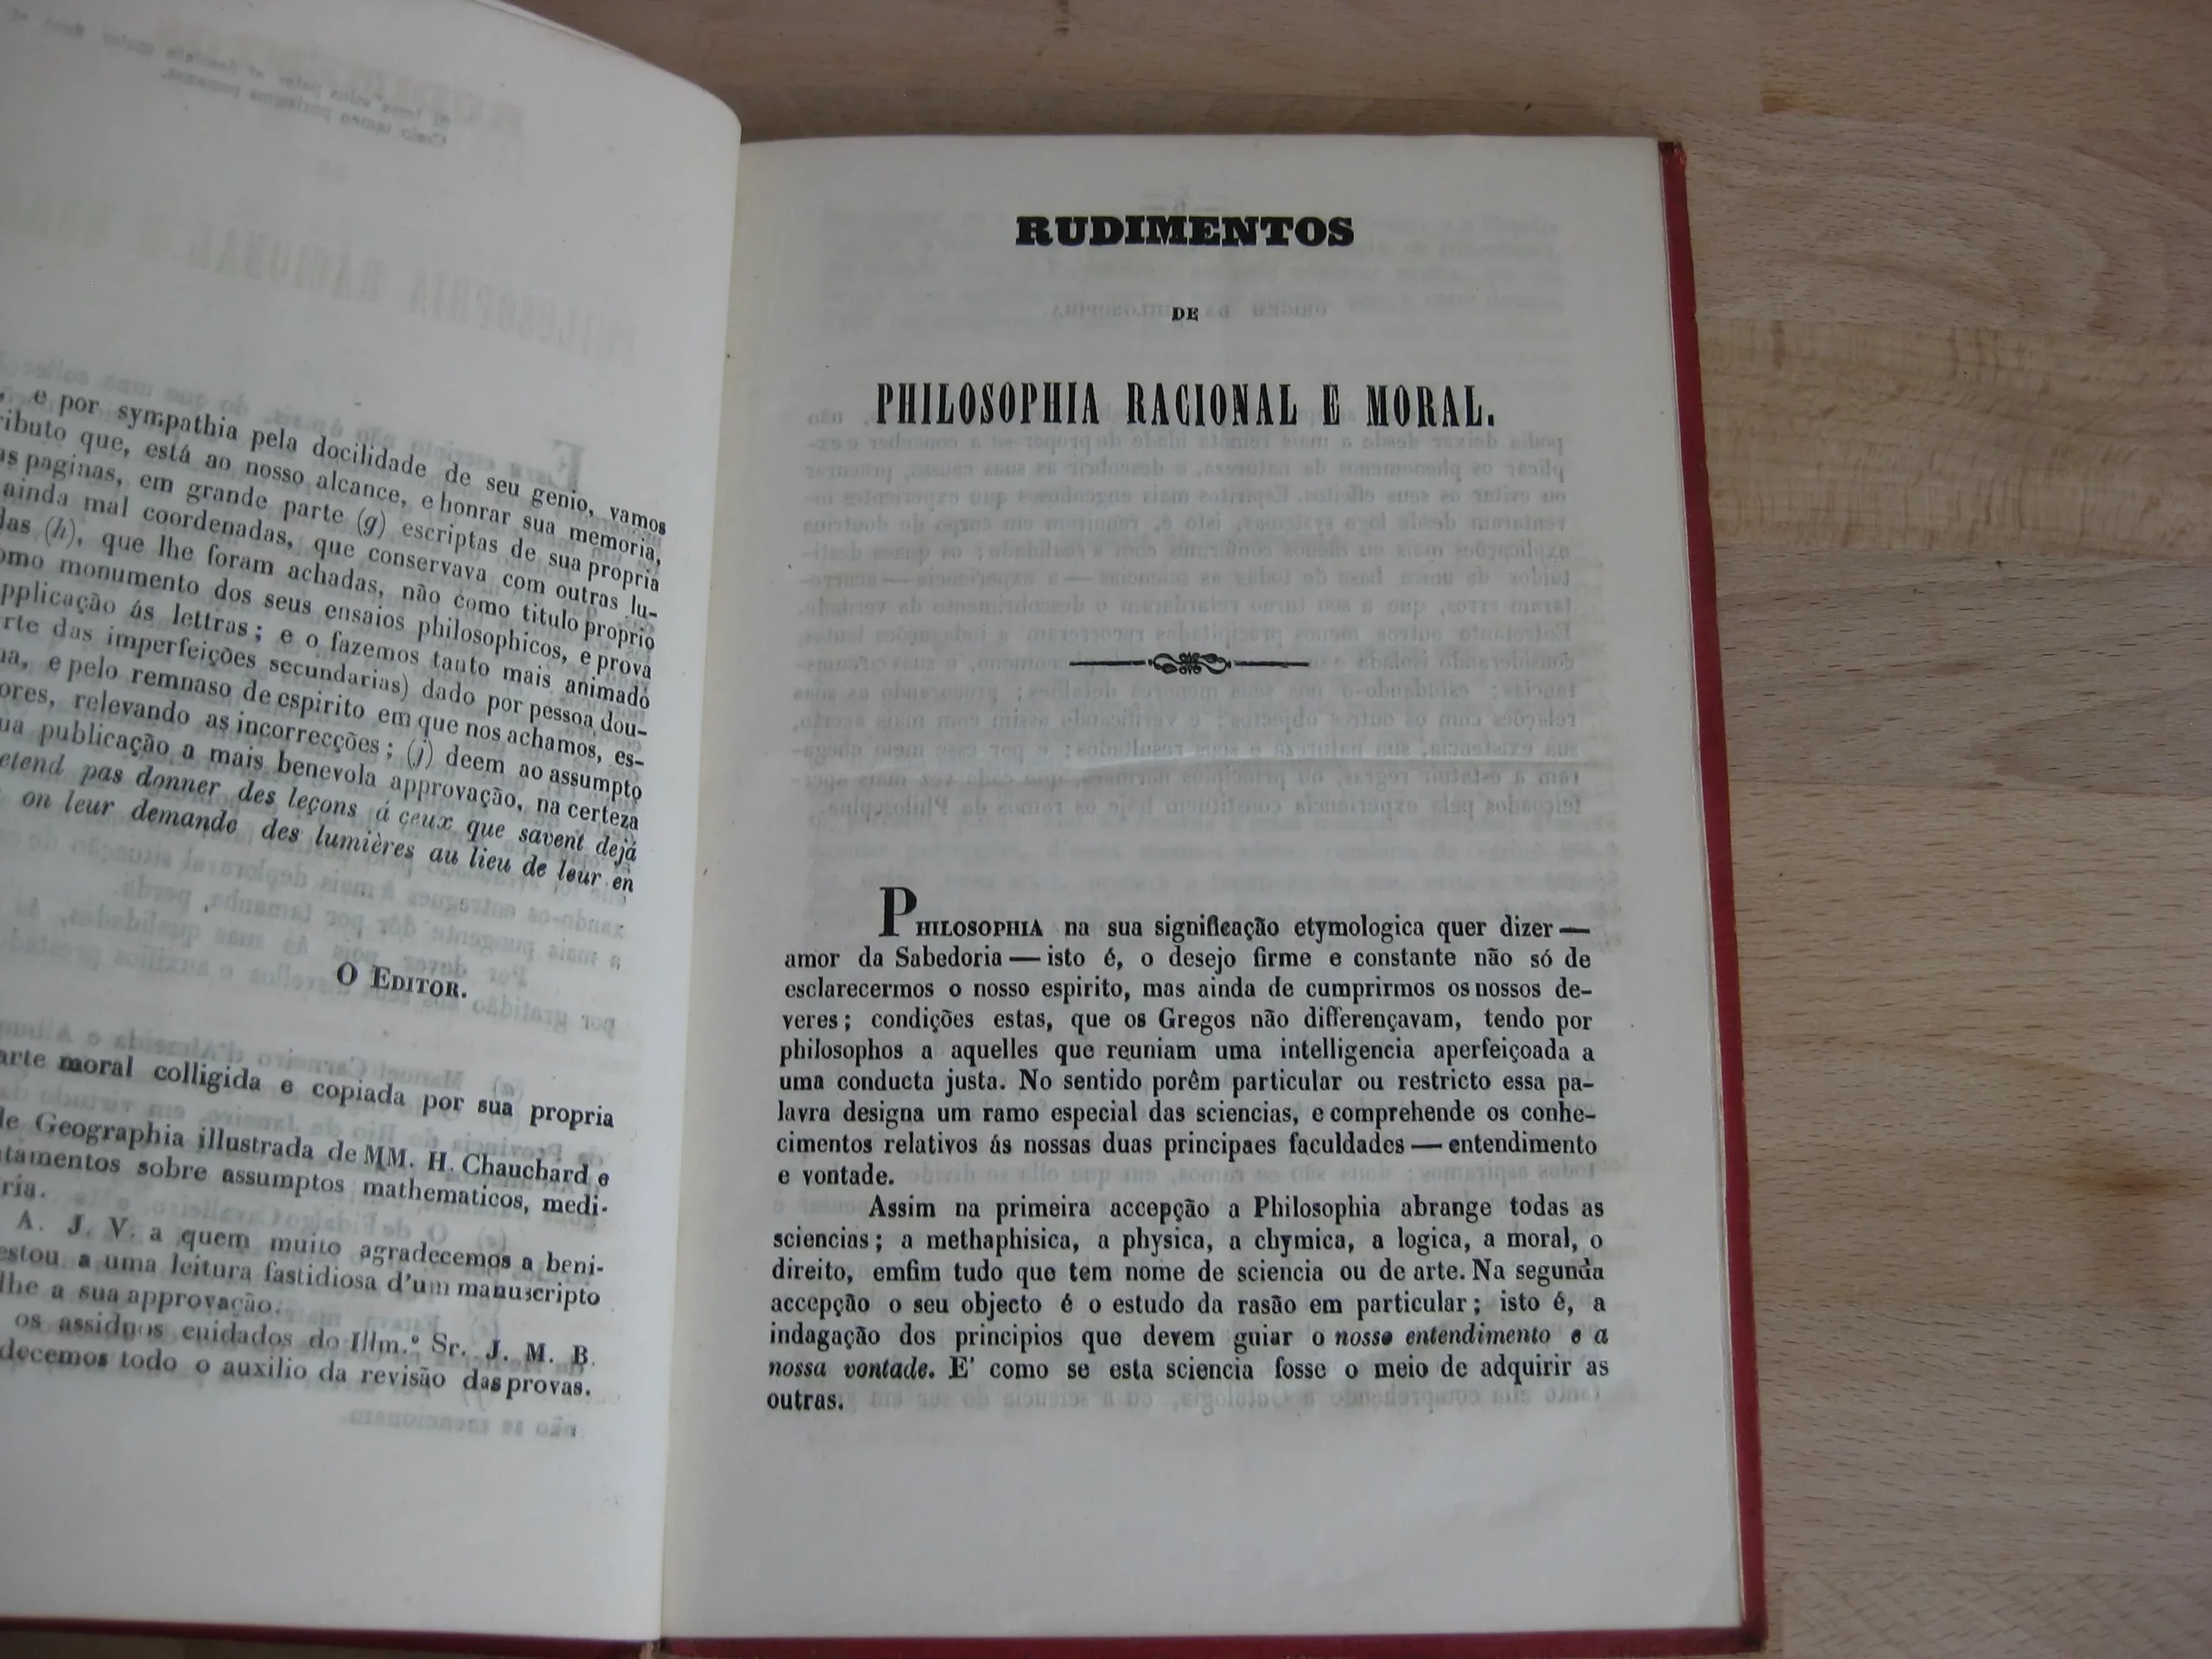 e por sympathia pela docilidade de seu genio, vamos
ributo que, está ao nosso alcance, e honrar sua memoria,
as paginas, em grande parte (g) escriptas de sua propria
ainda mal coordenadas, que conservava com outras lu-
das (h), que lhe foram achadas, não como titulo proprio
omo monumento dos seus ensaios philosophicos, e prova
pplicação ás lettras; e o fazemos tanto mais animado
rte das imperfeições secundarias) dado por pessoa dou-
na, e pelo remnaso de espirito em que nos achamos, es-
ores, relevando as incorrecções; (j) deem ao assumpto
ua publicação a mais benevola approvação, na certeza
etend pas donner des leçons á ceux que savent dejá
on leur demande des lumières au lieu de leur en
O EDITOR.
arte moral colligida e copiada por sua propria
de Geographia illustrada de MM. H. Chauchard e
tamentos sobre assumptos mathematicos, medi-
ria.
A. J. V. a quem muito agradecemos a beni-
estou a uma leitura fastidiosa d'um manuscripto
lhe a sua approvação.
os assiduos cuidados do Illm.º Sr. J. M. B.
decemos todo o auxilio da revisão das provas.
RUDIMENTOS
DE
PHILOSOPHIA RACIONAL E MORAL.
PHILOSOPHIA na sua significação etymologica quer dizer—
amor da Sabedoria—isto é, o desejo firme e constante não só de
esclarecermos o nosso espirito, mas ainda de cumprirmos os nossos de-
veres; condições estas, que os Gregos não differençavam, tendo por
philosophos a aquelles que reuniam uma intelligencia aperfeiçoada a
uma conducta justa. No sentido porêm particular ou restricto essa pa-
lavra designa um ramo especial das sciencias, e comprehende os conhe-
cimentos relativos ás nossas duas principaes faculdades—entendimento
e vontade.
Assim na primeira accepção a Philosophia abrange todas as
sciencias; a methaphisica, a physica, a chymica, a logica, a moral, o
direito, emfim tudo que tem nome de sciencia ou de arte. Na segunda
accepção o seu objecto é o estudo da rasão em particular; isto é, a
indagação dos principios que devem guiar o nosso entendimento e a
nossa vontade. E' como se esta sciencia fosse o meio de adquirir as
outras.